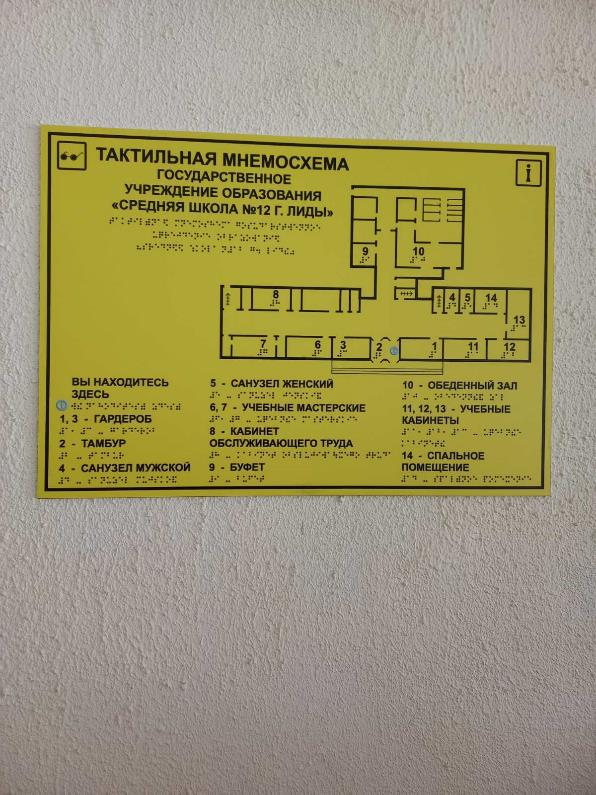 ТАКТИЛЬНАЯ МНЕМОСХЕМА
ГОСУДАРСТВЕННОЕ
УЧРЕЖДЕНИЕ ОБРАЗОВАНИЯ
«СРЕДНЯЯ ШКОЛА №12 Г. ЛИДЫ»
i
9
10
8
4 5 14
13
7
6
3
2
1
11
12
ВЫ НАХОДИТЕСЬ
ЗДЕСЬ
1, 3 - ГАРДЕРОБ
2 - ТАМБУР
4 - САНУЗЕЛ МУЖСКОЙ
5 - САНУЗЕЛ ЖЕНСКИЙ
6, 7 - УЧЕБНЫЕ МАСТЕРСКИЕ
8 - КАБИНЕТ
ОБСЛУЖИВАЮЩЕГО ТРУДА
9 - БУФЕТ
10 - ОБЕДЕННЫЙ ЗАЛ
11, 12, 13 - УЧЕБНЫЕ
КАБИНЕТЫ
14 - СПАЛЬНОЕ
ПОМЕЩЕНИЕ